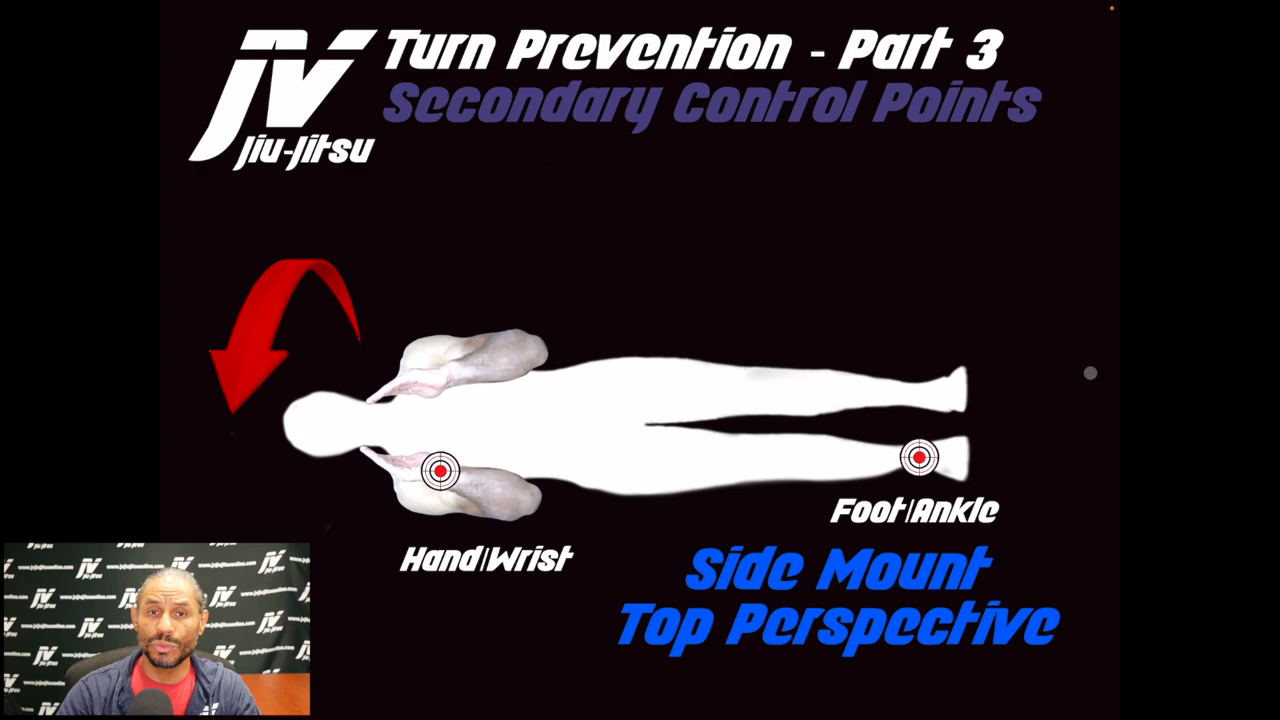 JV
Jiu-Jitsu
Turn Prevention - Part 3
Secondary Control Points
Foot/Ankle
Hand/Wrist
Side Mount
Top Perspective